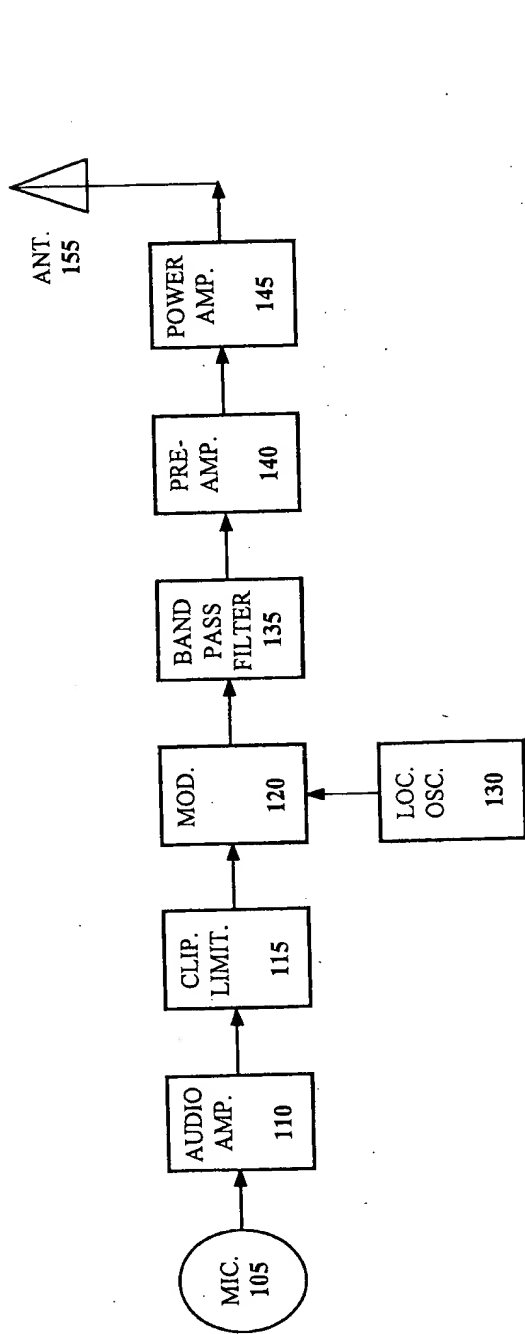 MIC.
105
AUDIO
AMP.
110
CLIP.
LIMIT.
115
MOD.
120
LOC.
OSC.
130
BAND
PASS
FILTER
135
PRE-
AMP.
140
POWER
AMP.
145
ANT.
155